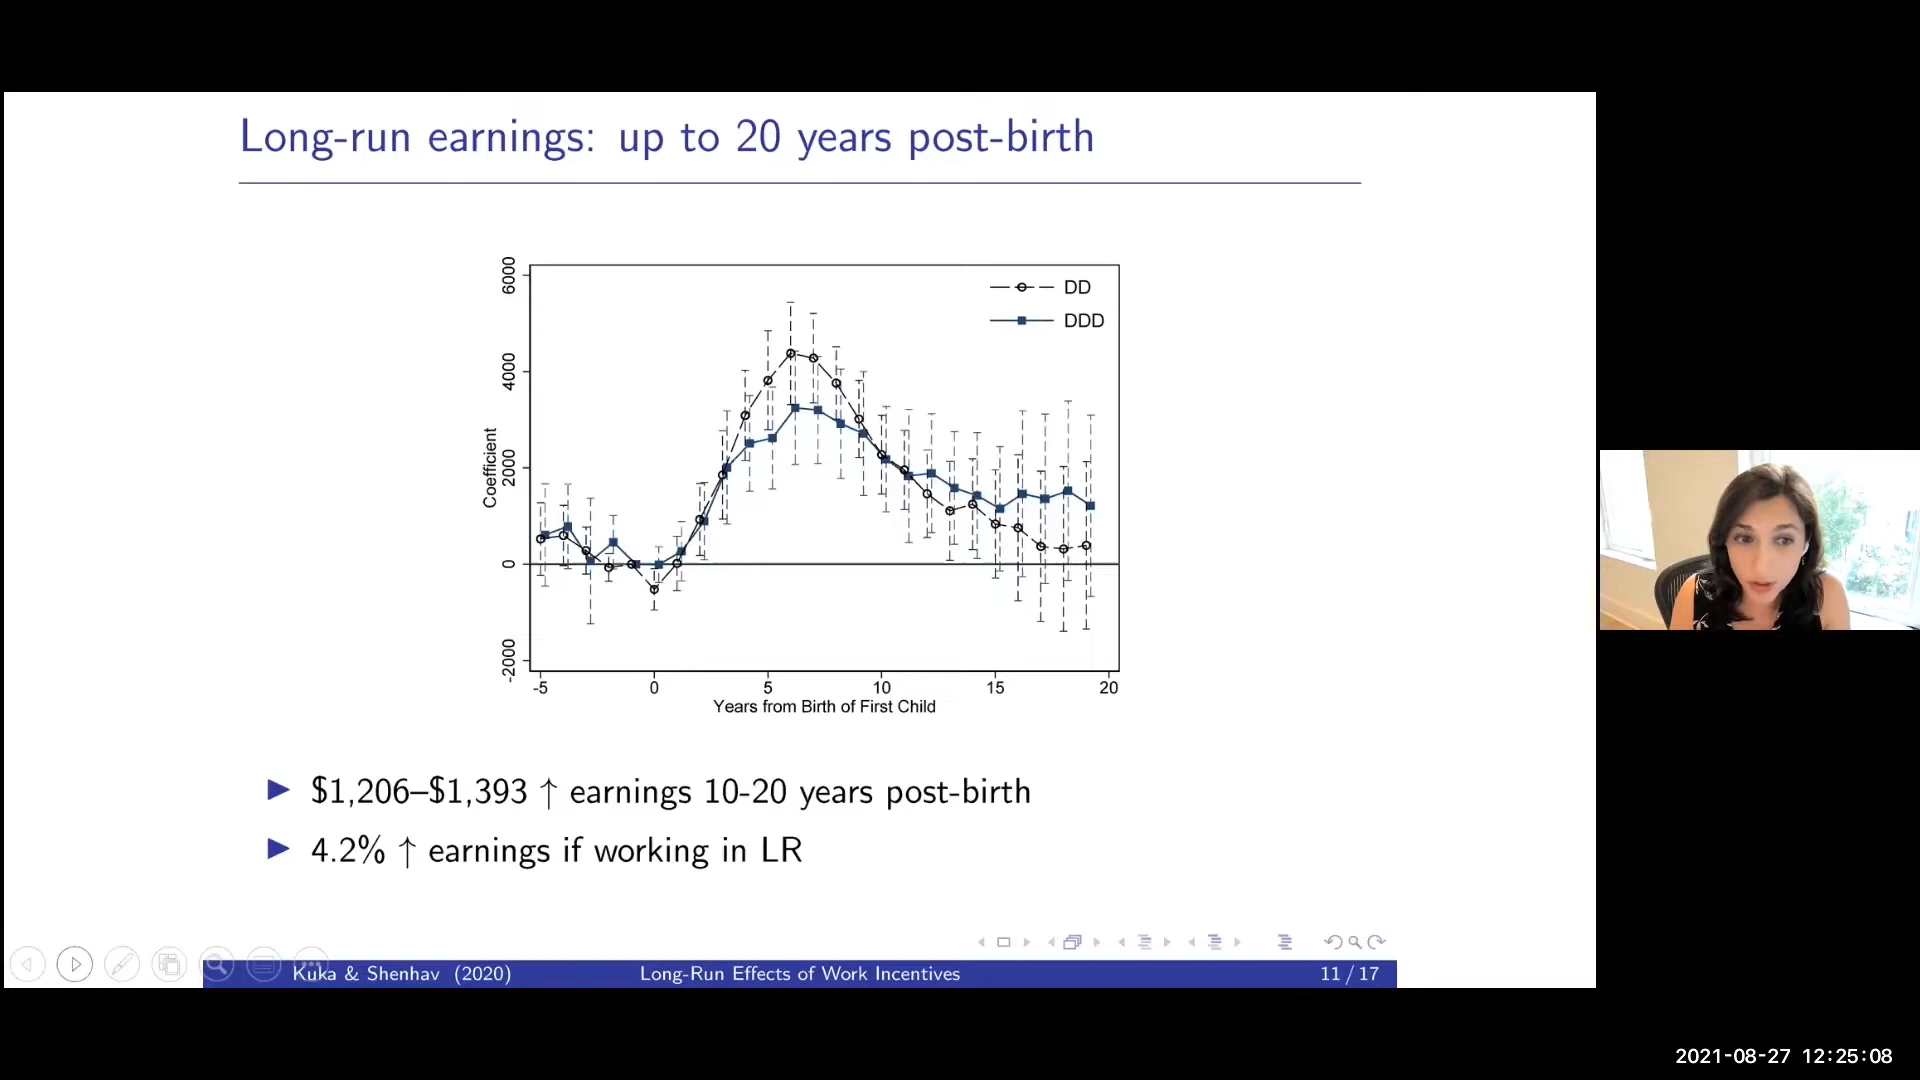 Long-run earnings: up to 20 years post-birth
6000
4000
2000
0
-2000
Coefficient
DD
DDD
-5 0 5 10 15 20
Years from Birth of First Child
► $1,206–$1,393 ↑ earnings 10-20 years post-birth
► 4.2% ↑ earnings if working in LR
Kuka & Shenhav (2020) Long-Run Effects of Work Incentives 11 / 17
2021-08-27 12:25:08